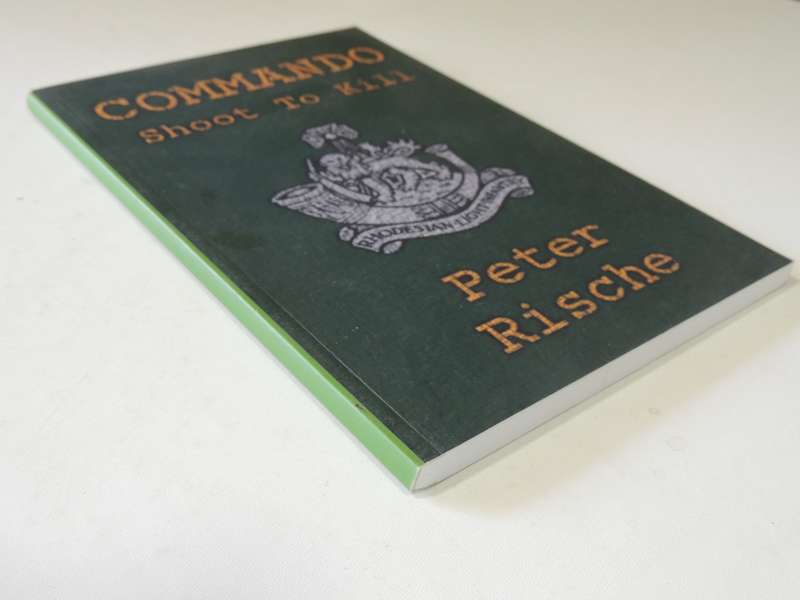 COMMANDO
Shoot To Kill
RHODESIAN LIGHT INFANTRY
Peter
Rische